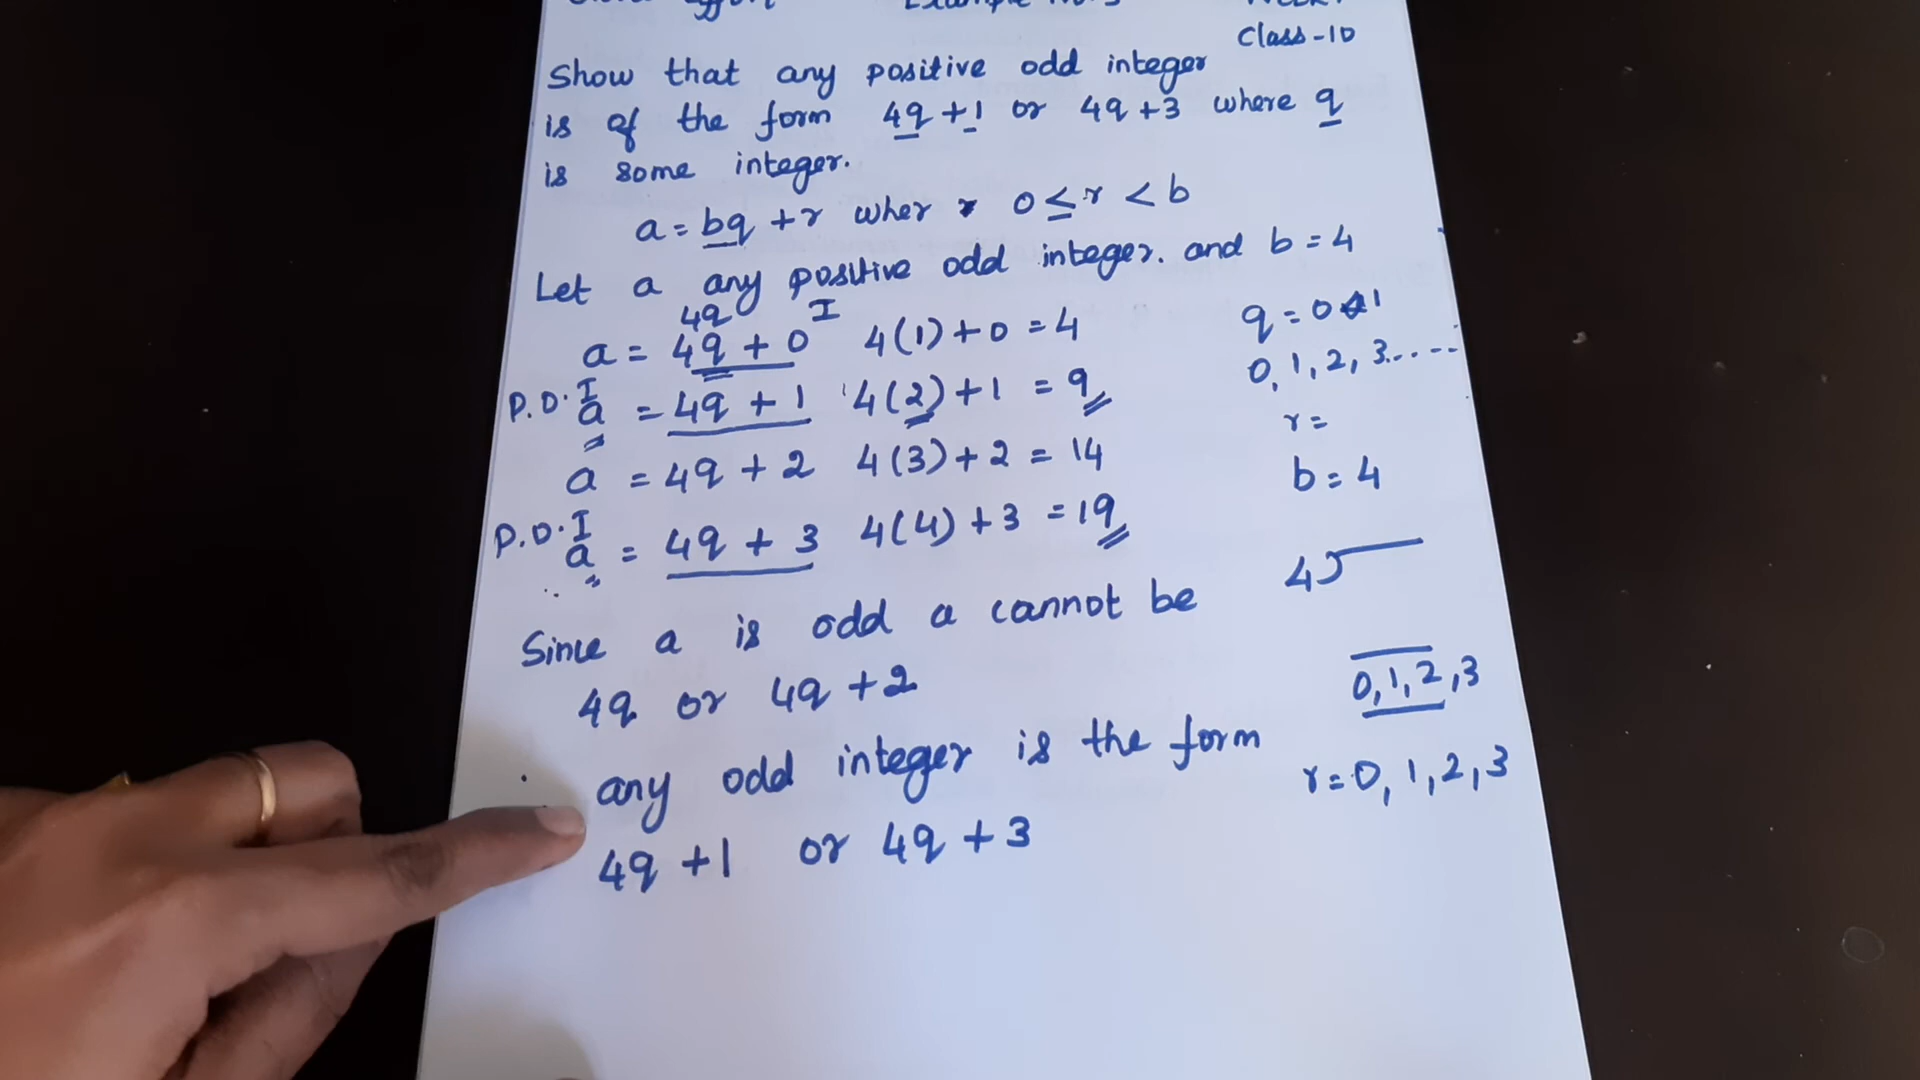 Class-10
Show that any positive odd integer
is of the form 4q+1 or 4q+3 where q
is some integer.
a = bq + r wher 0 ≤ r < b
Let a any positive odd integer. and b = 4
4q I
a = 4q + 0 4(1) + 0 = 4
q = 0 1
0, 1, 2, 3.....
P.O.I a = 4q + 1 4(2) + 1 = 9
r =
a = 4q + 2 4(3) + 2 = 14
b = 4
P.O.I a = 4q + 3 4(4) + 3 = 19
4
Since a is odd a cannot be
4q or 4q + 2
0, 1, 2, 3
any odd integer is the form
r = 0, 1, 2, 3
4q + 1 or 4q + 3